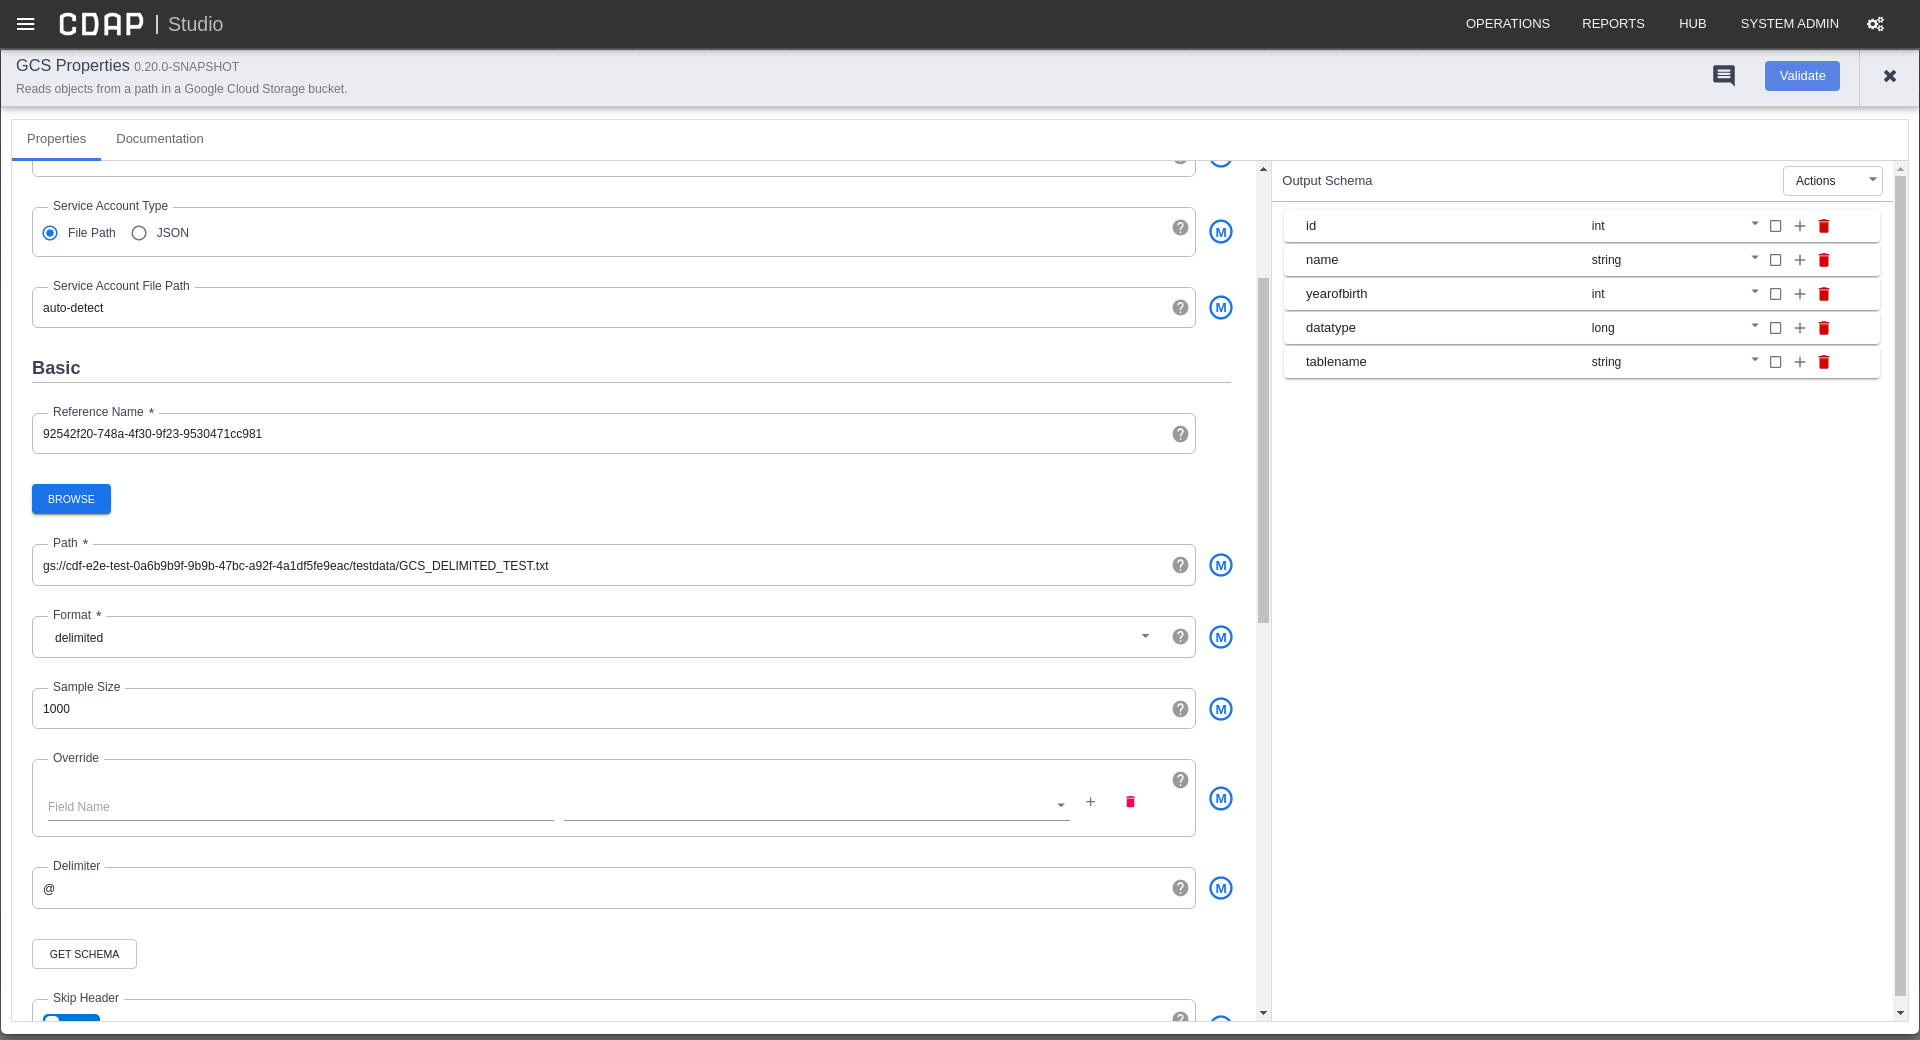 CDAP | Studio
OPERATIONS REPORTS HUB SYSTEM ADMIN
GCS Properties 0.20.0-SNAPSHOT
Reads objects from a path in a Google Cloud Storage bucket.
Validate
Properties Documentation
Service Account Type
File Path JSON
M
Service Account File Path
auto-detect
M
Basic
Reference Name *
92542f20-748a-4f30-9f23-9530471cc981
BROWSE
Path *
gs://cdf-e2e-test-0a6b9b9f-9b9b-47bc-a92f-4a1df5fe9eac/testdata/GCS_DELIMITED_TEST.txt
M
Format *
delimited
M
Sample Size
1000
M
Override
Field Name
M
Delimiter
@
M
GET SCHEMA
Skip Header
Output Schema
Actions
id int
name string
yearofbirth int
datatype long
tablename string